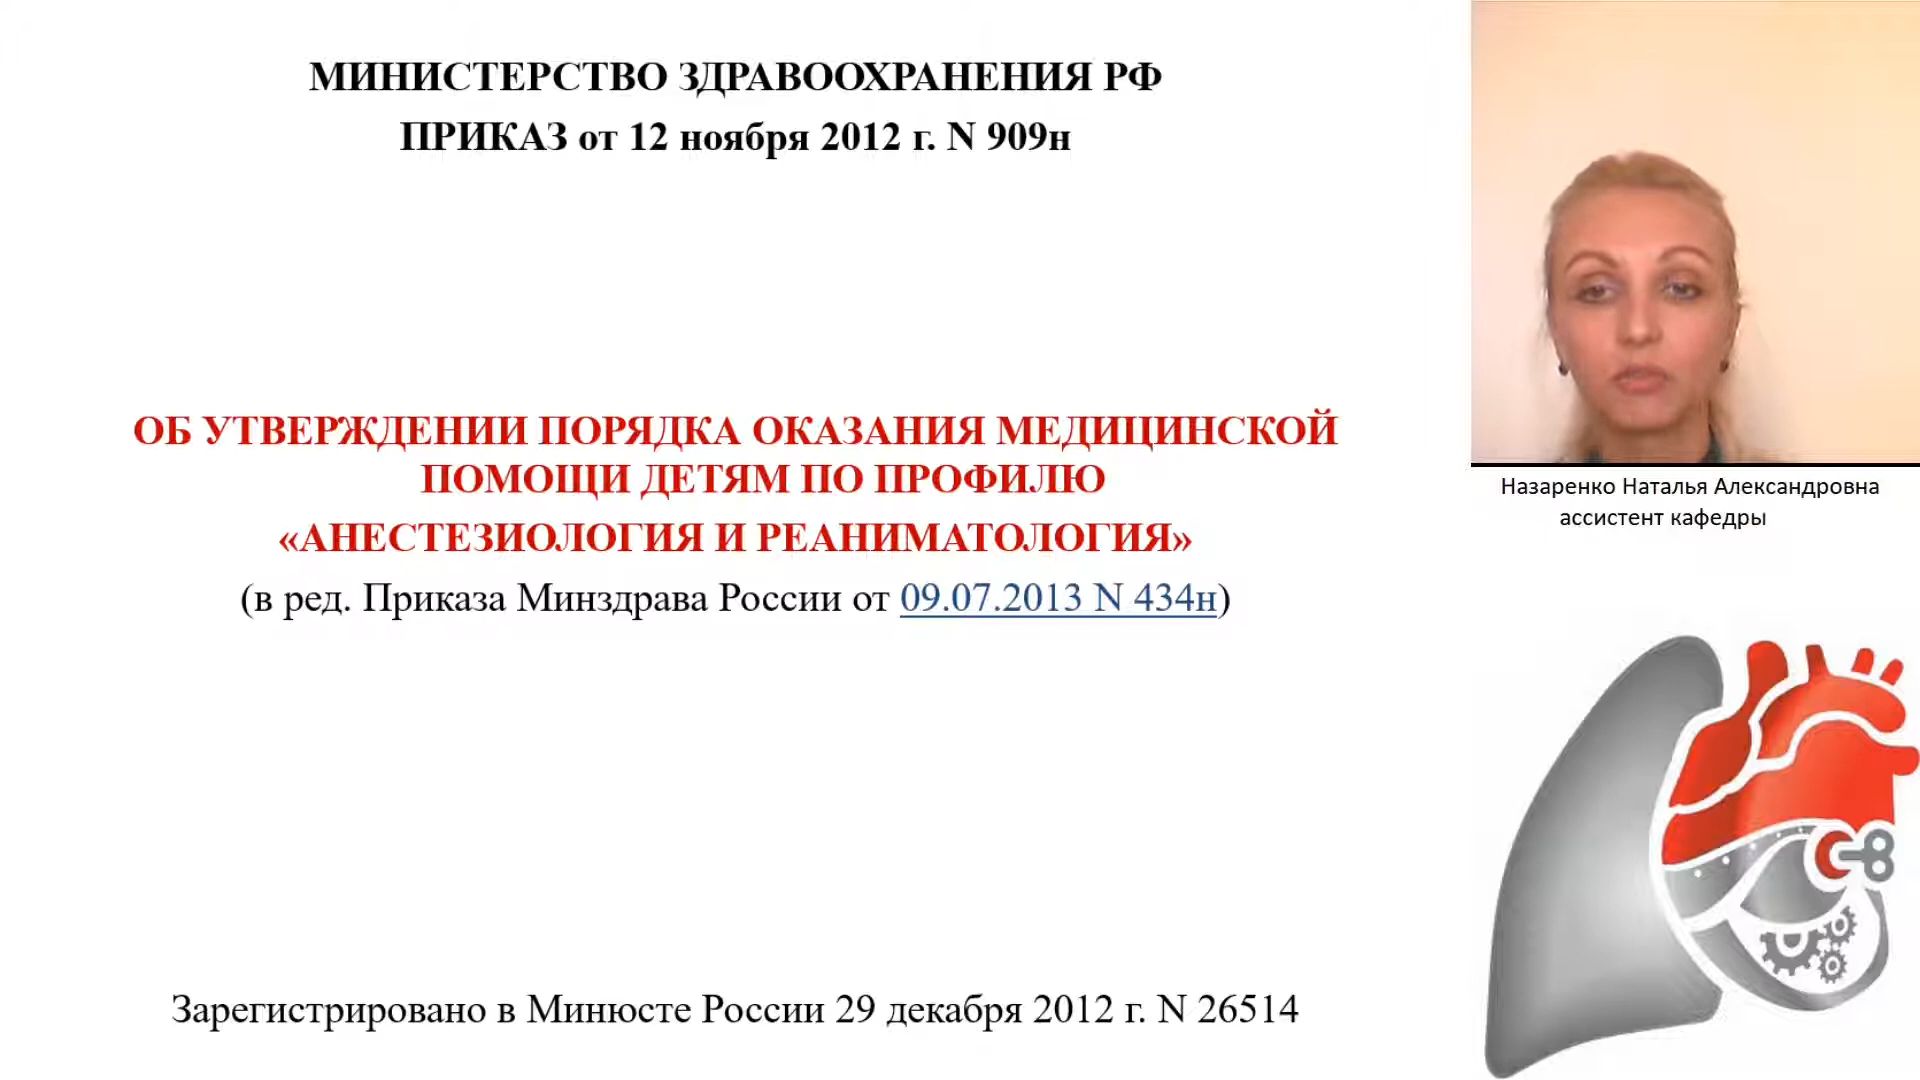 МИНИСТЕРСТВО ЗДРАВООХРАНЕНИЯ РФ
ПРИКАЗ от 12 ноября 2012 г. N 909н
ОБ УТВЕРЖДЕНИИ ПОРЯДКА ОКАЗАНИЯ МЕДИЦИНСКОЙ
ПОМОЩИ ДЕТЯМ ПО ПРОФИЛЮ
«АНЕСТЕЗИОЛОГИЯ И РЕАНИМАТОЛОГИЯ»
(в ред. Приказа Минздрава России от 09.07.2013 N 434н)
Зарегистрировано в Минюсте России 29 декабря 2012 г. N 26514
Назаренко Наталья Александровна
ассистент кафедры